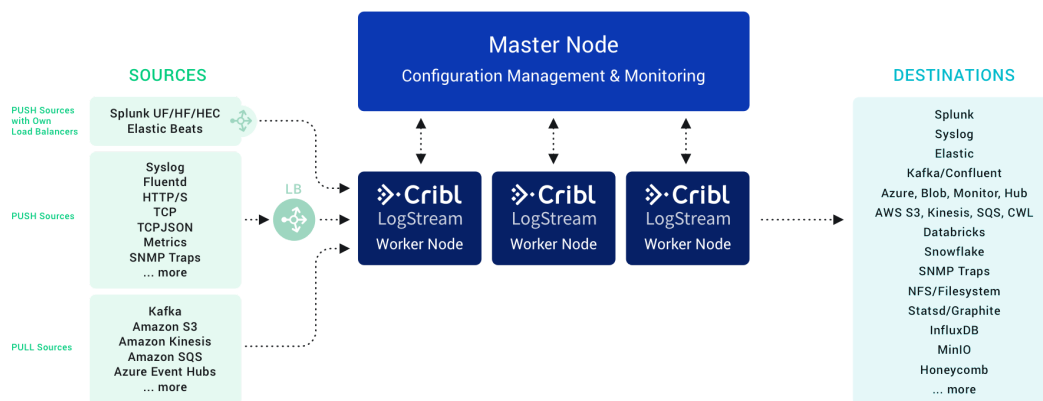 Master Node
Configuration Management & Monitoring
SOURCES
PUSH Sources
with Own
Load Balancers
Splunk UF/HF/HEC
Elastic Beats
PUSH Sources
Syslog
Fluentd
HTTP/S
TCP
TCPJSON
Metrics
SNMP Traps
... more
PULL Sources
Kafka
Amazon S3
Amazon Kinesis
Amazon SQS
Azure Event Hubs
... more
LB
Cribl
LogStream
Worker Node
Cribl
LogStream
Worker Node
Cribl
LogStream
Worker Node
DESTINATIONS
Splunk
Syslog
Elastic
Kafka/Confluent
Azure, Blob, Monitor, Hub
AWS S3, Kinesis, SQS, CWL
Databricks
Snowflake
SNMP Traps
NFS/Filesystem
Statsd/Graphite
InfluxDB
MinIO
Honeycomb
... more